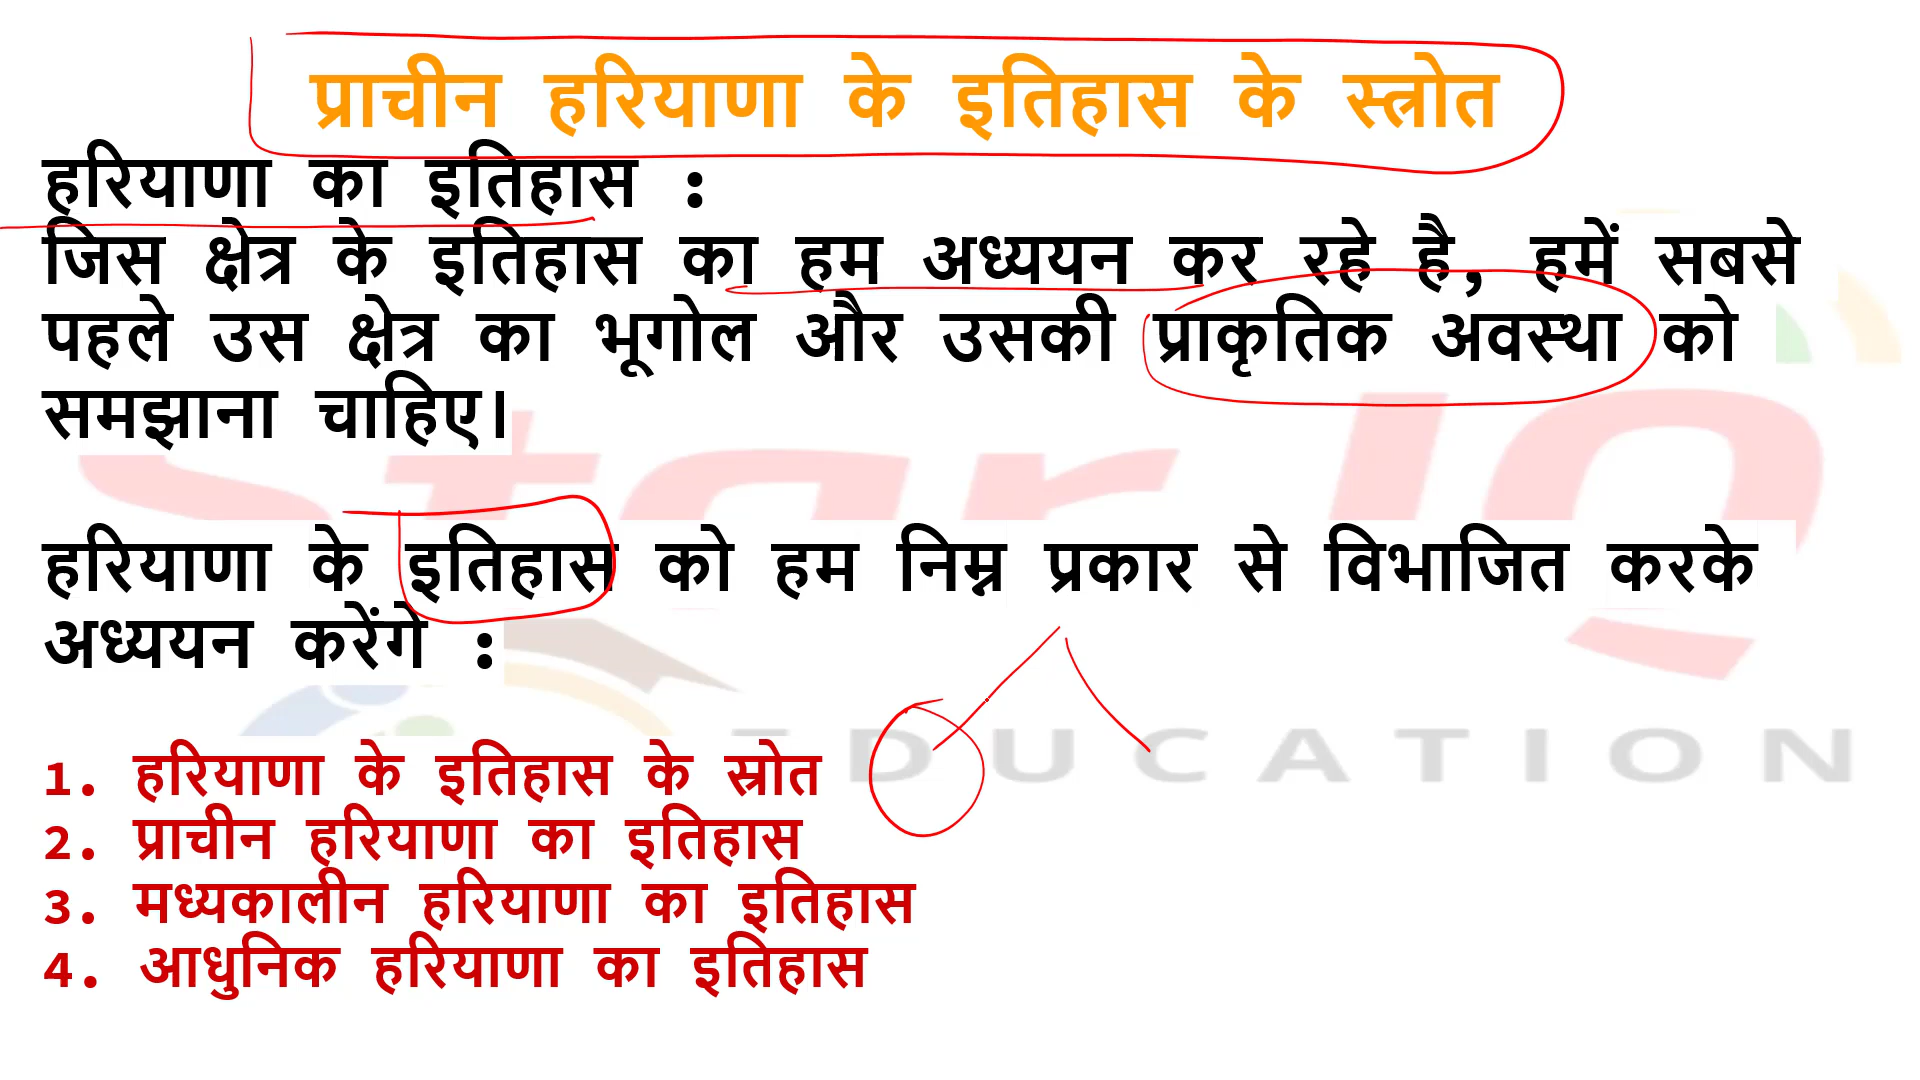 प्राचीन हरियाणा के इतिहास के स्त्रोत
हरियाणा का इतिहास :
जिस क्षेत्र के इतिहास का हम अध्ययन कर रहे है, हमें सबसे
पहले उस क्षेत्र का भूगोल और उसकी प्राकृतिक अवस्था को
समझाना चाहिए।
हरियाणा के इतिहास को हम निम्न प्रकार से विभाजित करके
अध्ययन करेंगे :
1. हरियाणा के इतिहास के स्रोत
2. प्राचीन हरियाणा का इतिहास
3. मध्यकालीन हरियाणा का इतिहास
4. आधुनिक हरियाणा का इतिहास